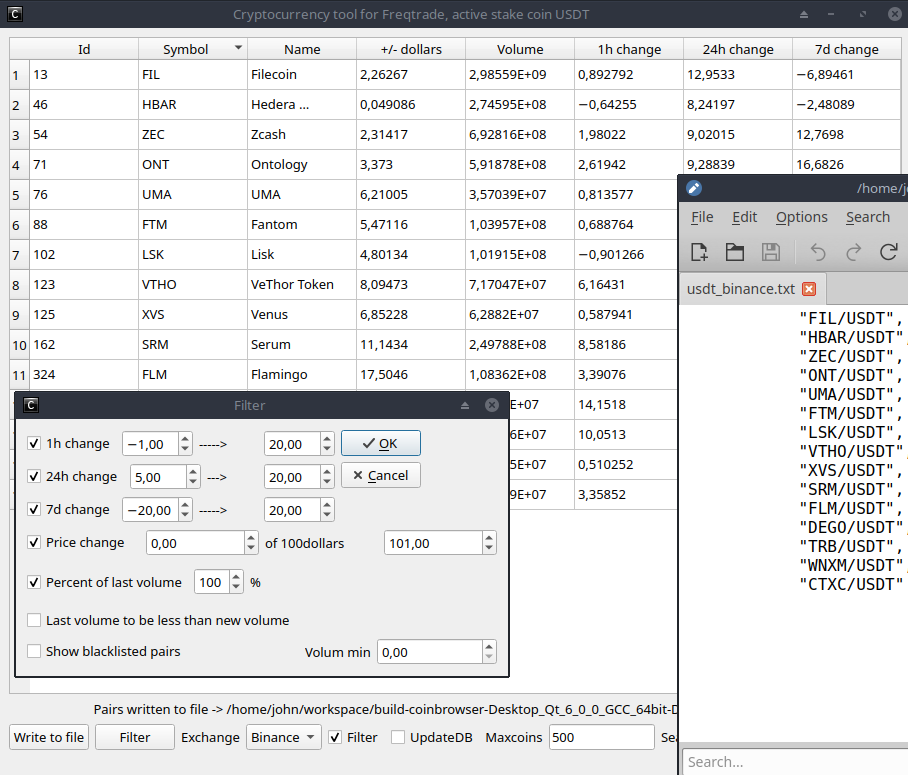 Cryptocurrency tool for Freqtrade, active stake coin USDT
Id Symbol Name +/- dollars Volume 1h change 24h change 7d change
1 13 FIL Filecoin 2,26267 2,98559E+09 0,892792 12,9533 −6,89461
2 46 HBAR Hedera ... 0,049086 2,74595E+08 −0,64255 8,24197 −2,48089
3 54 ZEC Zcash 2,31417 6,92816E+08 1,98022 9,02015 12,7698
4 71 ONT Ontology 3,373 5,91878E+08 2,61942 9,28839 16,6826
5 76 UMA UMA 6,21005 3,57039E+07 0,813577
6 88 FTM Fantom 5,47116 1,03957E+08 0,688764
7 102 LSK Lisk 4,80134 1,01915E+08 −0,901266
8 123 VTHO VeThor Token 8,09473 7,17047E+07 6,16431
9 125 XVS Venus 6,85228 6,2882E+07 0,587941
10 162 SRM Serum 11,1434 2,49788E+08 8,58186
11 324 FLM Flamingo 17,5046 1,08362E+08 3,39076
E+07 14,1518
6E+07 10,0513
5E+07 0,510252
9E+07 3,35852
Filter
1h change −1,00 -----> 20,00 OK
24h change 5,00 ---> 20,00 Cancel
7d change −20,00 -----> 20,00
Price change 0,00 of 100dollars 101,00
Percent of last volume 100 %
Last volume to be less than new volume
Show blacklisted pairs Volum min 0,00
/home/j
File Edit Options Search
usdt_binance.txt
"FIL/USDT",
"HBAR/USDT",
"ZEC/USDT",
"ONT/USDT",
"UMA/USDT",
"FTM/USDT",
"LSK/USDT",
"VTHO/USDT",
"XVS/USDT",
"SRM/USDT",
"FLM/USDT",
"DEGO/USDT",
"TRB/USDT",
"WNXM/USDT",
"CTXC/USDT"
Search...
Pairs written to file -> /home/john/workspace/build-coinbrowser-Desktop_Qt_6_0_0_GCC_64bit-D
Write to file Filter Exchange Binance Filter UpdateDB Maxcoins 500